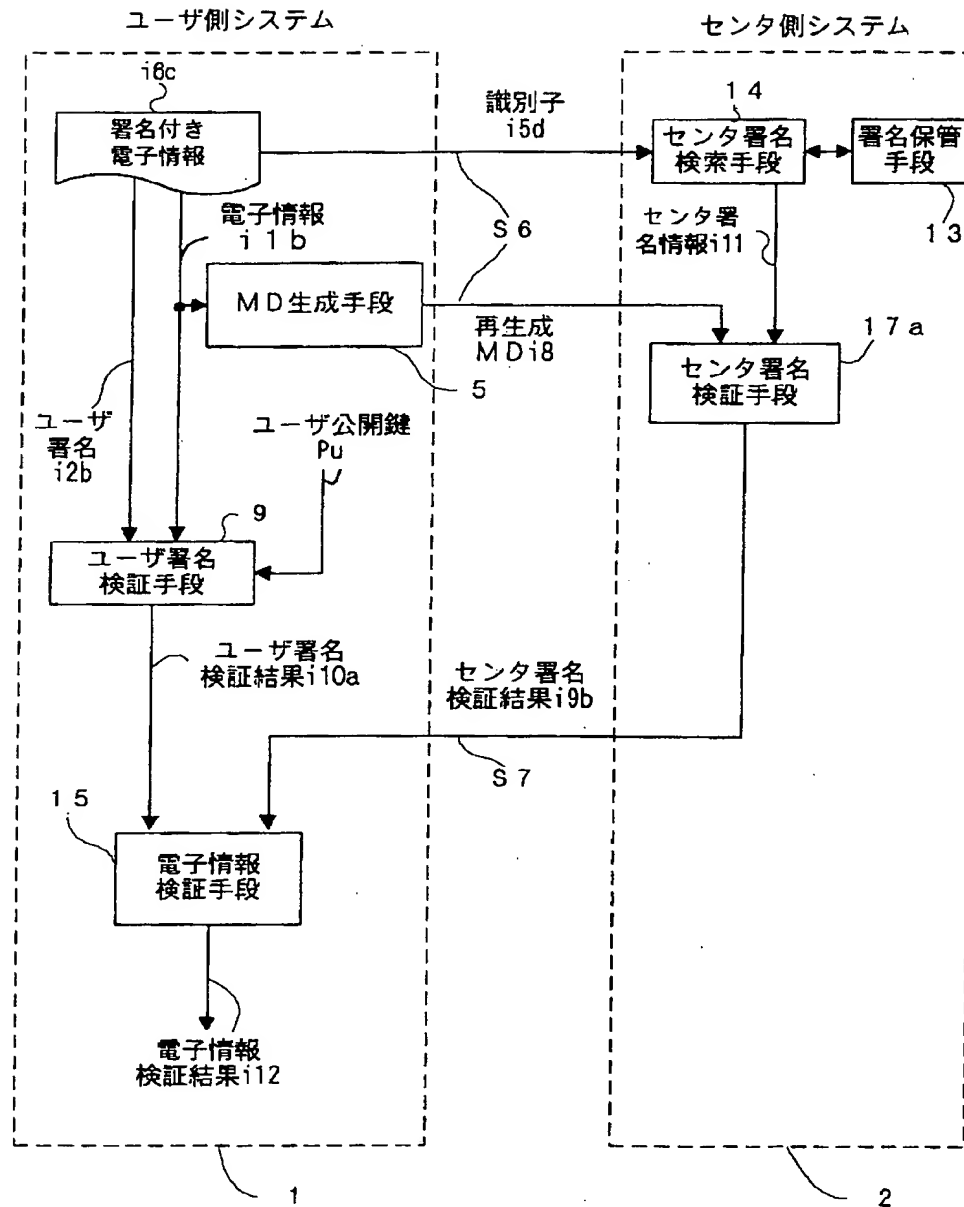 ユーザ側システム
センタ側システム
i6c
署名付き
電子情報
識別子
i5d
14
センタ署名
検索手段
署名保管
手段
13
電子情報
i1b
S6
センタ署
名情報i11
MD生成手段
再生成
MDi8
5
17a
センタ署名
検証手段
ユーザ
署名
i2b
ユーザ公開鍵
Pu
9
ユーザ署名
検証手段
ユーザ署名
検証結果i10a
センタ署名
検証結果i9b
S7
15
電子情報
検証手段
電子情報
検証結果i12
1
2